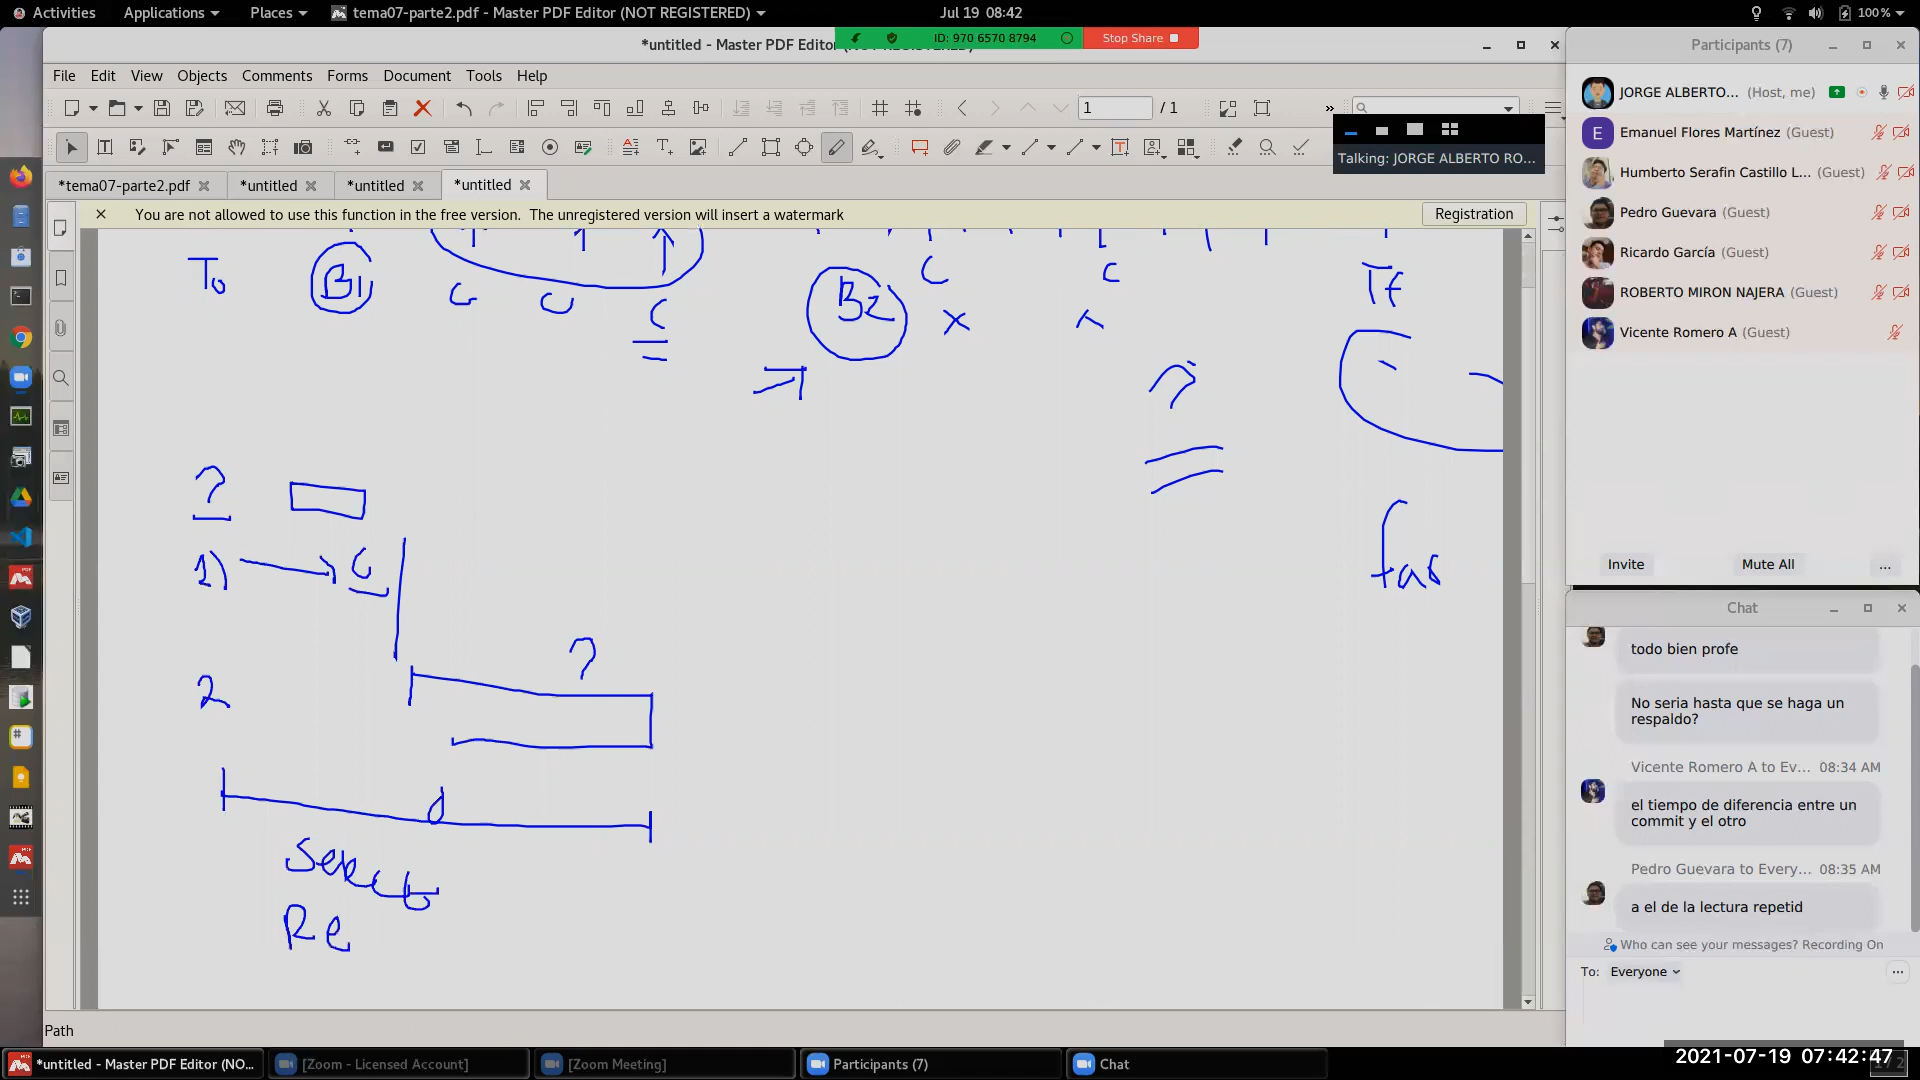 Activities Applications Places tema07-parte2.pdf - Master PDF Editor (NOT REGISTERED) Jul 19 08:42 100%
*untitled - Master PDF Editor
ID: 970 6570 8794 Stop Share
File Edit View Objects Comments Forms Document Tools Help
1 / 1 »
Talking: JORGE ALBERTO RO...
*tema07-parte2.pdf *untitled *untitled *untitled
You are not allowed to use this function in the free version. The unregistered version will insert a watermark Registration
To B1 C C C B2 C C Tf
x
?
1) C
?
2
d
Select
Re
Path
Participants (7)
JORGE ALBERTO... (Host, me)
E Emanuel Flores Martínez (Guest)
Humberto Serafin Castillo L... (Guest)
Pedro Guevara (Guest)
Ricardo García (Guest)
ROBERTO MIRON NAJERA (Guest)
Vicente Romero A (Guest)
Invite Mute All ...
Chat
todo bien profe
No seria hasta que se haga un
respaldo?
Vicente Romero A to Ev... 08:34 AM
el tiempo de diferencia entre un
commit y el otro
Pedro Guevara to Every... 08:35 AM
a el de la lectura repetid
Who can see your messages? Recording On
To: Everyone
*untitled - Master PDF Editor (NO... [Zoom - Licensed Account] [Zoom Meeting] Participants (7) Chat
2021-07-19 07:42:47
1 / 2